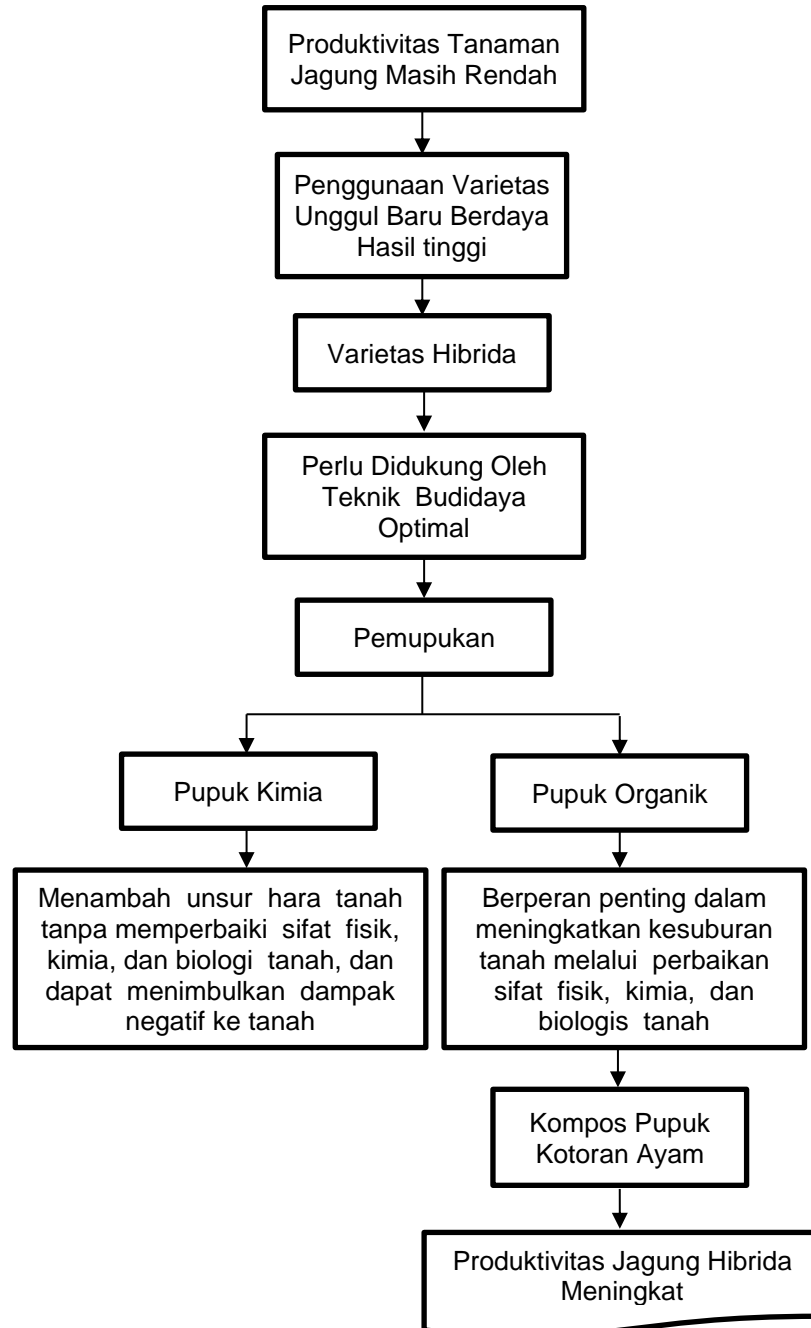 Produktivitas Tanaman
Jagung Masih Rendah
Penggunaan Varietas
Unggul Baru Berdaya
Hasil tinggi
Varietas Hibrida
Perlu Didukung Oleh
Teknik Budidaya
Optimal
Pemupukan
Pupuk Kimia
Pupuk Organik
Menambah unsur hara tanah
tanpa memperbaiki sifat fisik,
kimia, dan biologi tanah, dan
dapat menimbulkan dampak
negatif ke tanah
Berperan penting dalam
meningkatkan kesuburan
tanah melalui perbaikan
sifat fisik, kimia, dan
biologis tanah
Kompos Pupuk
Kotoran Ayam
Produktivitas Jagung Hibrida
Meningkat